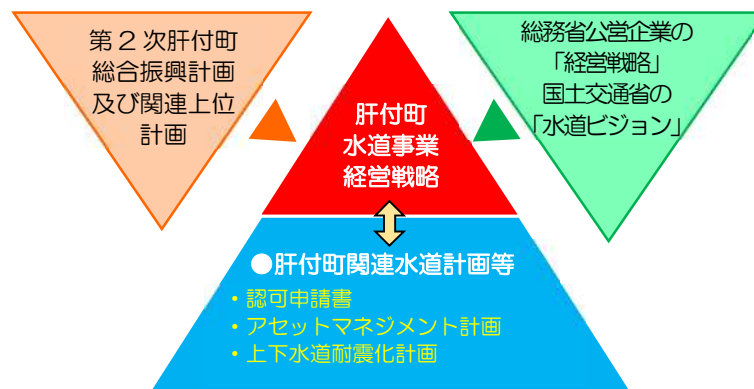 第２次肝付町
総合振興計画
及び関連上位
計画
総務省公営企業の
「経営戦略」
国土交通省の
「水道ビジョン」
肝付町
水道事業
経営戦略
●肝付町関連水道計画等
・認可申請書
・アセットマネジメント計画
・上下水道耐震化計画